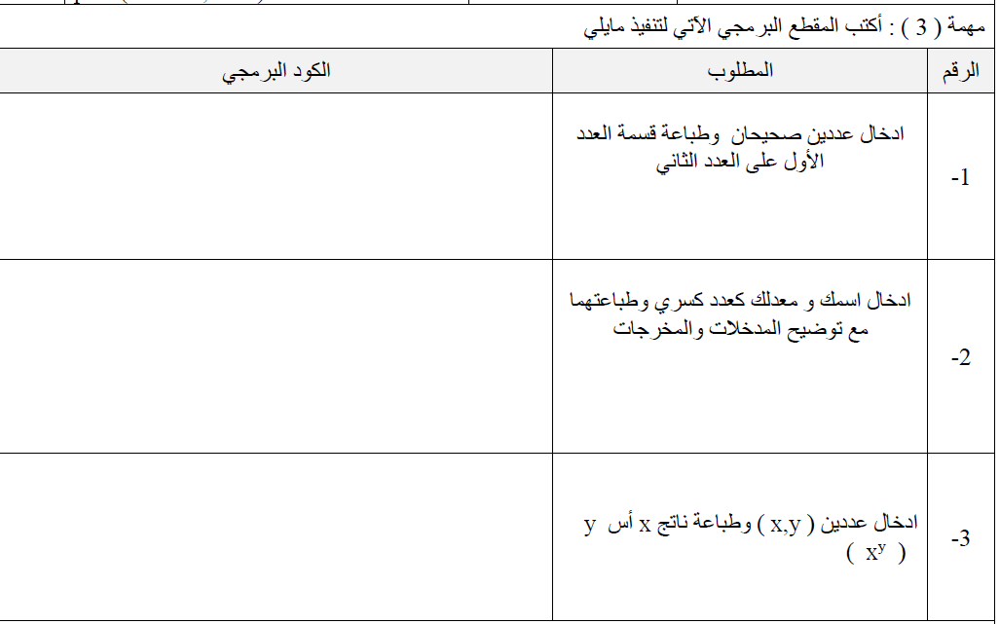 مهمة ( 3 ) : أكتب المقطع البرمجي الآتي لتنفيذ مايلي
الرقم المطلوب الكود البرمجي
1-
ادخال عددين صحيحان وطباعة قسمة العدد
الأول على العدد الثاني
2-
ادخال اسمك و معدلك كعدد كسري وطباعتهما
مع توضيح المدخلات والمخرجات
3-
ادخال عددين ( x,y ) وطباعة ناتج x أس y
( xʸ )